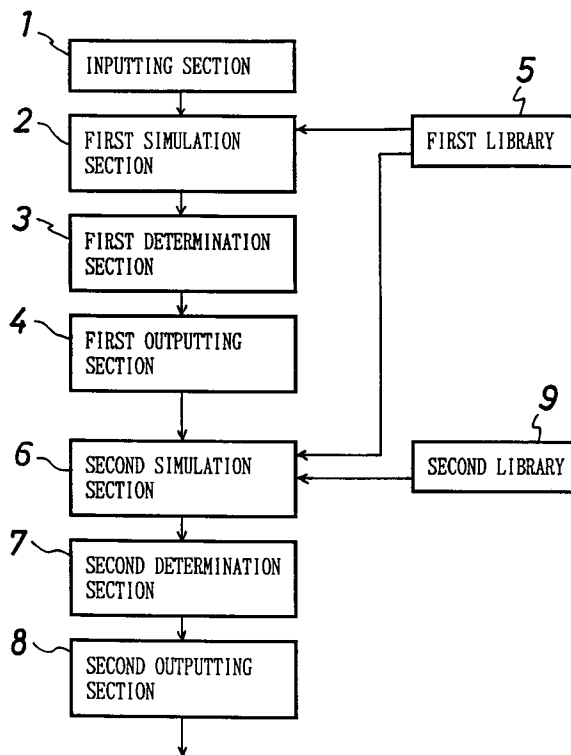 1
INPUTTING SECTION
2
FIRST SIMULATION
SECTION
5
FIRST LIBRARY
3
FIRST DETERMINATION
SECTION
4
FIRST OUTPUTTING
SECTION
6
SECOND SIMULATION
SECTION
9
SECOND LIBRARY
7
SECOND DETERMINATION
SECTION
8
SECOND OUTPUTTING
SECTION